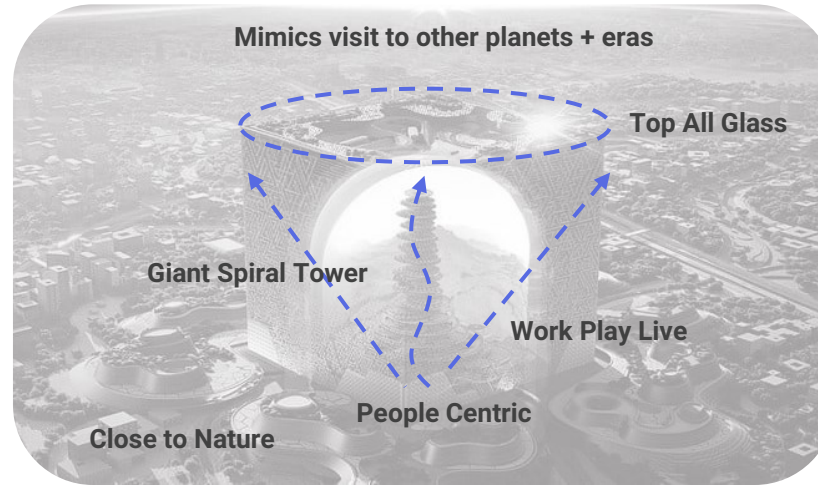 Mimics visit to other planets + eras
Top All Glass
Giant Spiral Tower
Work Play Live
People Centric
Close to Nature